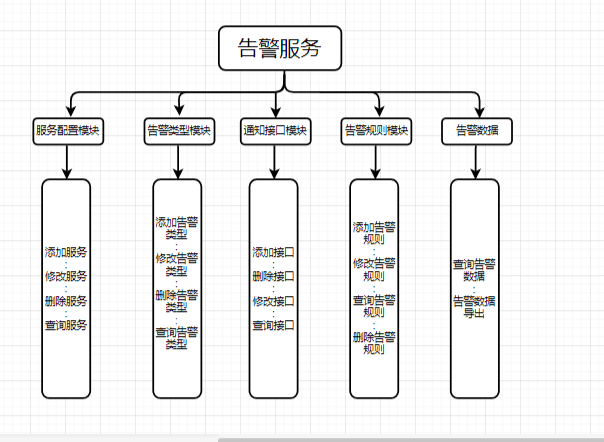 告警服务
服务配置模块
告警类型模块
通知接口模块
告警规则模块
告警数据
添加服务
:
修改服务
:
删除服务
:
查询服务
添加告警
类型
:
修改告警
类型
:
删除告警
类型
:
查询告警
类型
添加接口
:
删除接口
:
修改接口
:
查询接口
添加告警
规则
:
修改告警
规则
:
查询告警
规则
:
删除告警
规则
查询告警
数据
:
告警数据
导出